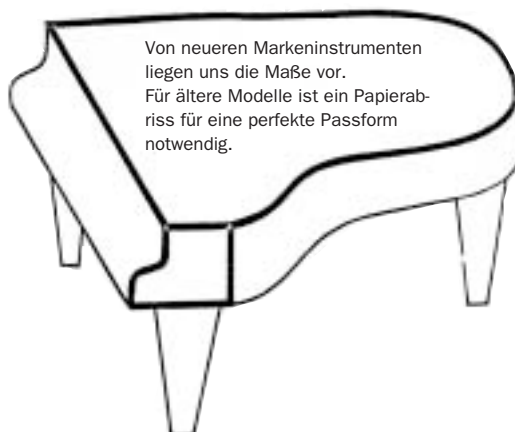 Von neueren Markeninstrumenten
liegen uns die Maße vor.
Für ältere Modelle ist ein Papierab-
riss für eine perfekte Passform
notwendig.